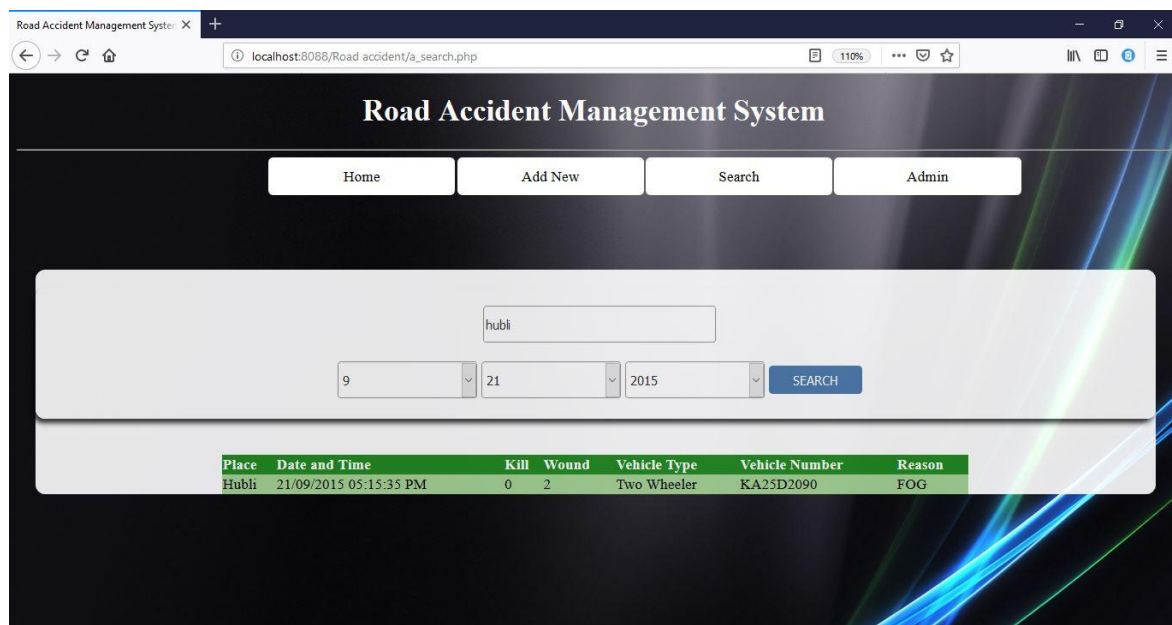 Road Accident Management System
localhost:8088/Road accident/a_search.php 110%
Road Accident Management System
Home Add New Search Admin
hubli
9 21 2015 SEARCH
Place Date and Time Kill Wound Vehicle Type Vehicle Number Reason
Hubli 21/09/2015 05:15:35 PM 0 2 Two Wheeler KA25D2090 FOG